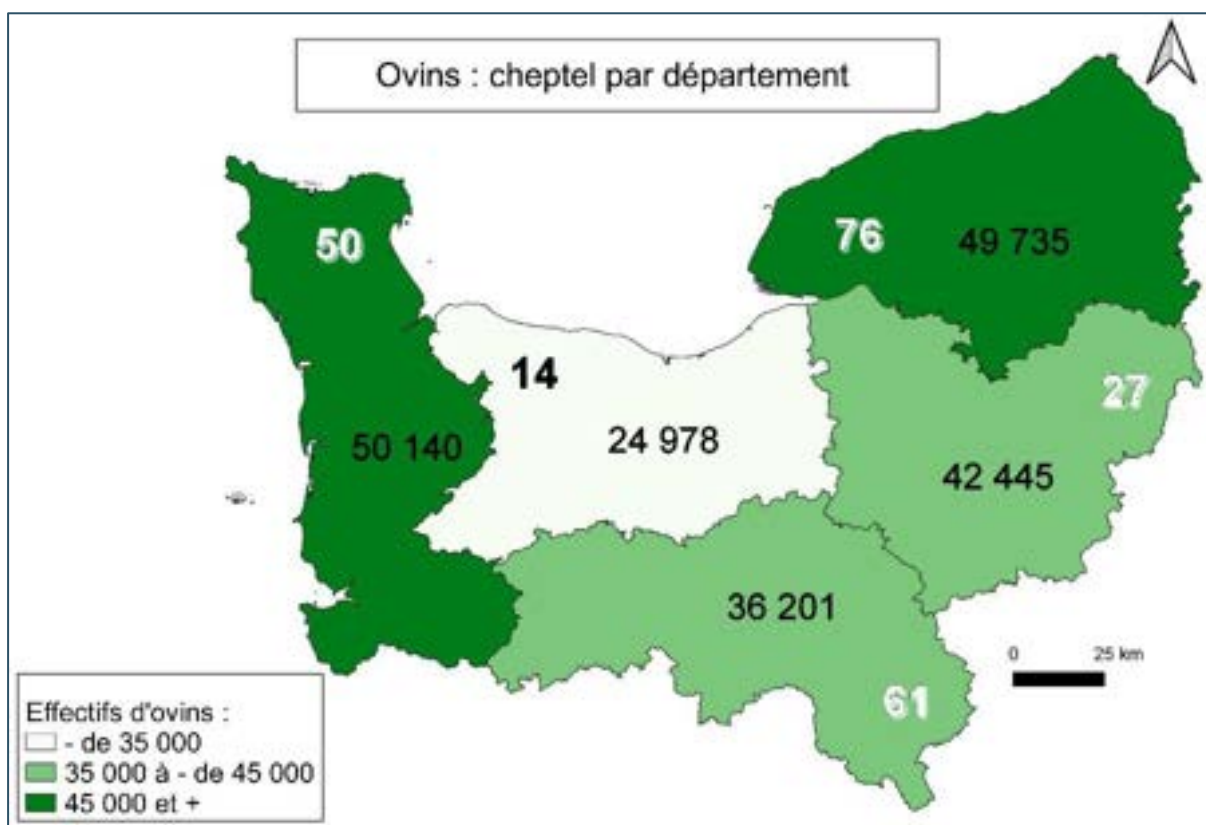 Ovins : cheptel par département
50
76
49 735
14
27
50 140
24 978
42 445
36 201
61
0 25 km
Effectifs d'ovins :
- de 35 000
35 000 à - de 45 000
45 000 et +